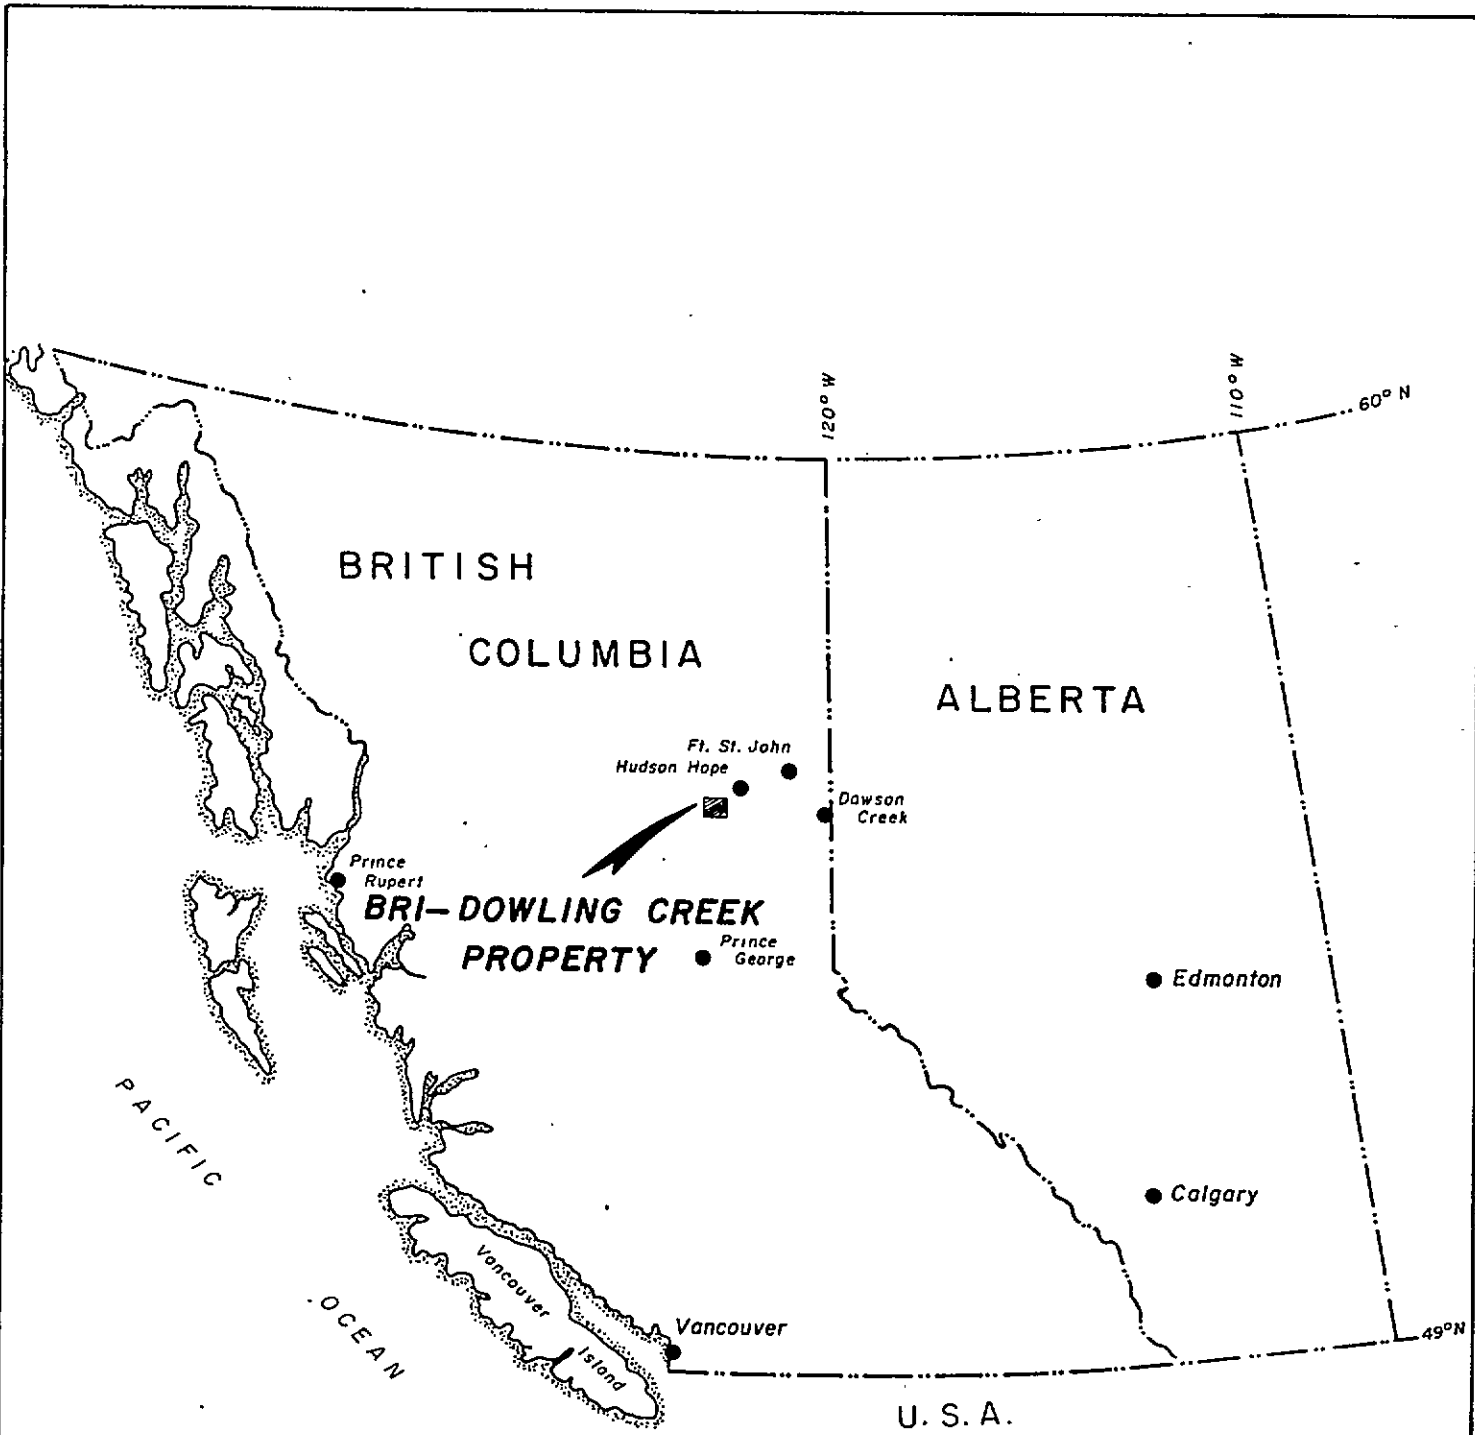 120° W
110° W
60° N
BRITISH
COLUMBIA
ALBERTA
Ft. St. John
Hudson Hope
Dawson
Creek
Prince
Rupert
BRI-DOWLING CREEK
PROPERTY
Prince
George
Edmonton
PACIFIC
OCEAN
Calgary
Vancouver
Island
Vancouver
49°N
U.S.A.